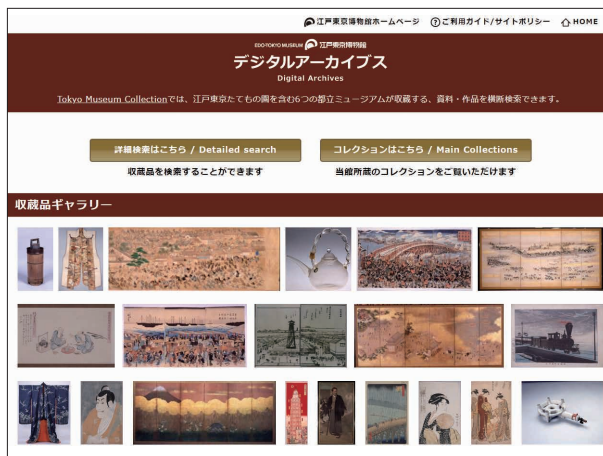 江戸東京博物館ホームページ ご利用ガイド/サイトポリシー HOME
EDO-TOKYO MUSEUM 江戸東京博物館
デジタルアーカイブス
Digital Archives
Tokyo Museum Collectionでは、江戸東京たてもの園を含む6つの都立ミュージアムが収蔵する、資料・作品を横断検索できます。
詳細検索はこちら / Detailed search コレクションはこちら / Main Collections
収蔵品を検索することができます 当館所蔵のコレクションをご覧いただけます
収蔵品ギャラリー